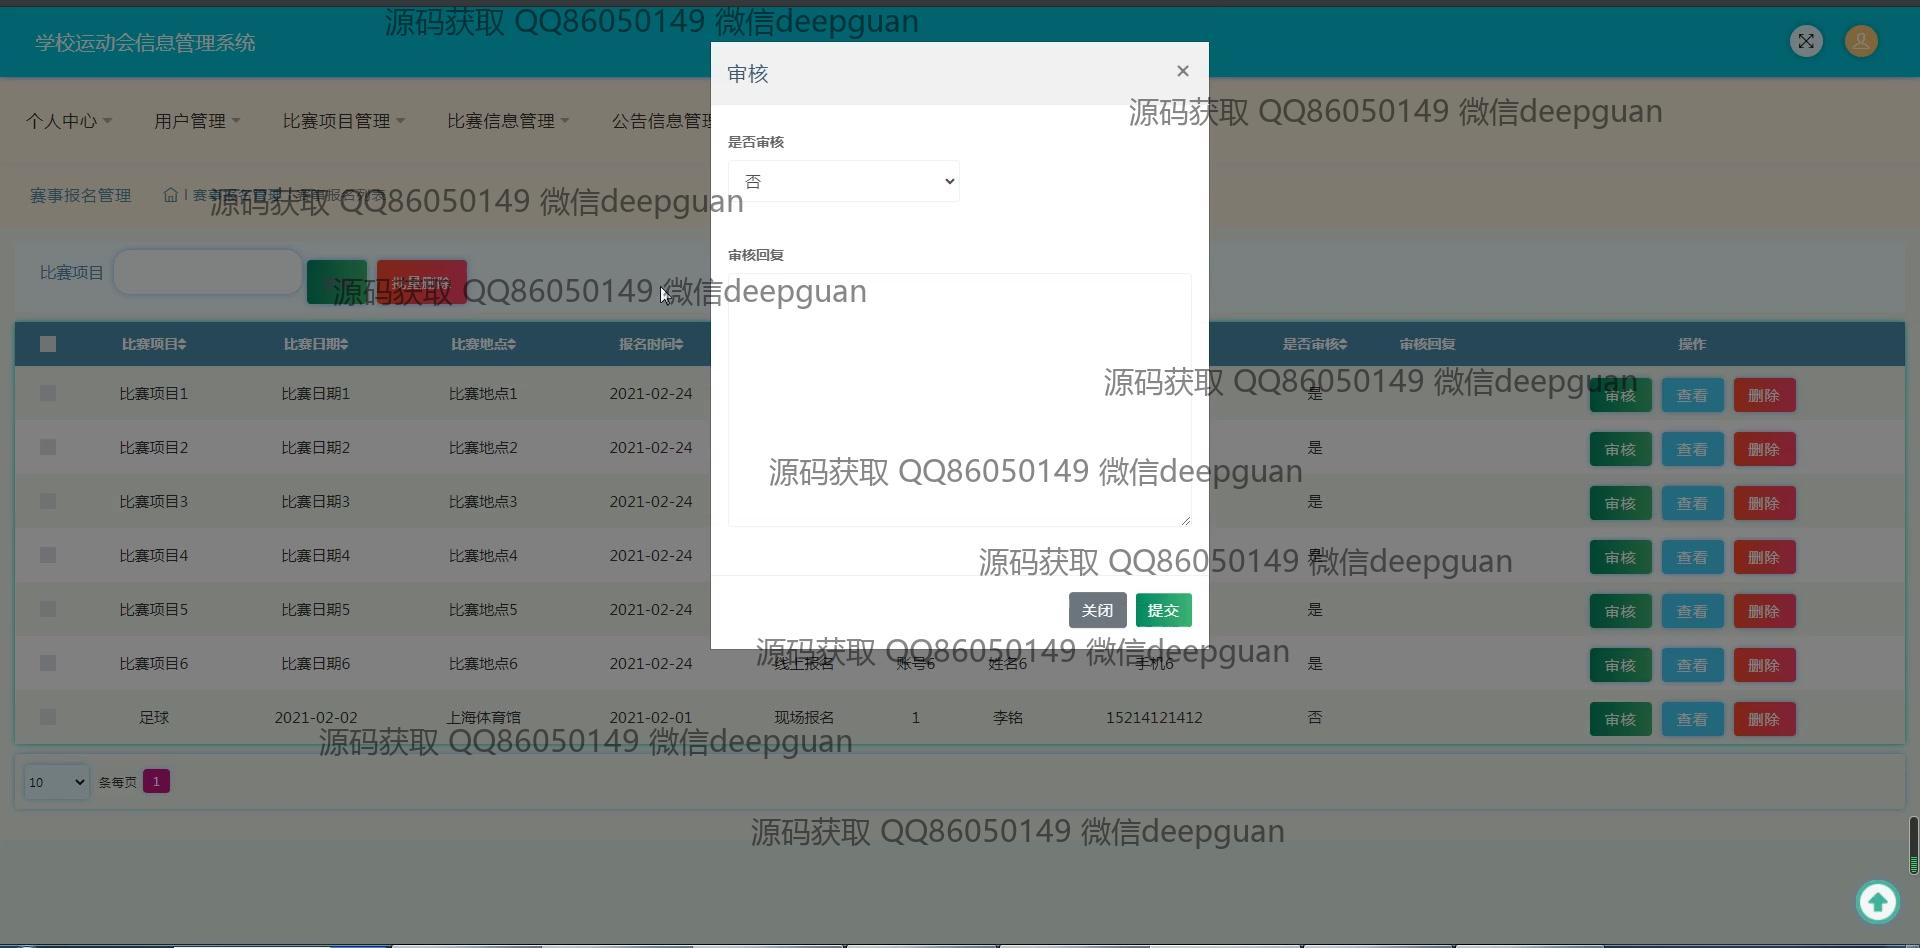 源码获取 QQ86050149 微信deepguan
学校运动会信息管理系统
审核
×
源码获取 QQ86050149 微信deepguan
个人中心 用户管理 比赛项目管理 比赛信息管理 公告信息管理
是否审核
否
赛事报名管理 | 赛事报名管理 赛事报名列表
源码获取 QQ86050149 微信deepguan
审核回复
比赛项目
批量删除
源码获取 QQ86050149 微信deepguan
比赛项目 比赛日期 比赛地点 报名时间 是否审核 审核回复 操作
源码获取 QQ86050149 微信deepguan
比赛项目1 比赛日期1 比赛地点1 2021-02-24 是 审核 查看 删除
比赛项目2 比赛日期2 比赛地点2 2021-02-24 是 审核 查看 删除
源码获取 QQ86050149 微信deepguan
比赛项目3 比赛日期3 比赛地点3 2021-02-24 是 审核 查看 删除
比赛项目4 比赛日期4 比赛地点4 2021-02-24 是 审核 查看 删除
源码获取 QQ86050149 微信deepguan
比赛项目5 比赛日期5 比赛地点5 2021-02-24 是 审核 查看 删除
关闭 提交
源码获取 QQ86050149 微信deepguan
比赛项目6 比赛日期6 比赛地点6 2021-02-24 线上报名 账号6 姓名6 手机6 是 审核 查看 删除
足球 2021-02-02 上海体育馆 2021-02-01 现场报名 1 李铭 15214121412 否 审核 查看 删除
源码获取 QQ86050149 微信deepguan
10 条每页 1
源码获取 QQ86050149 微信deepguan